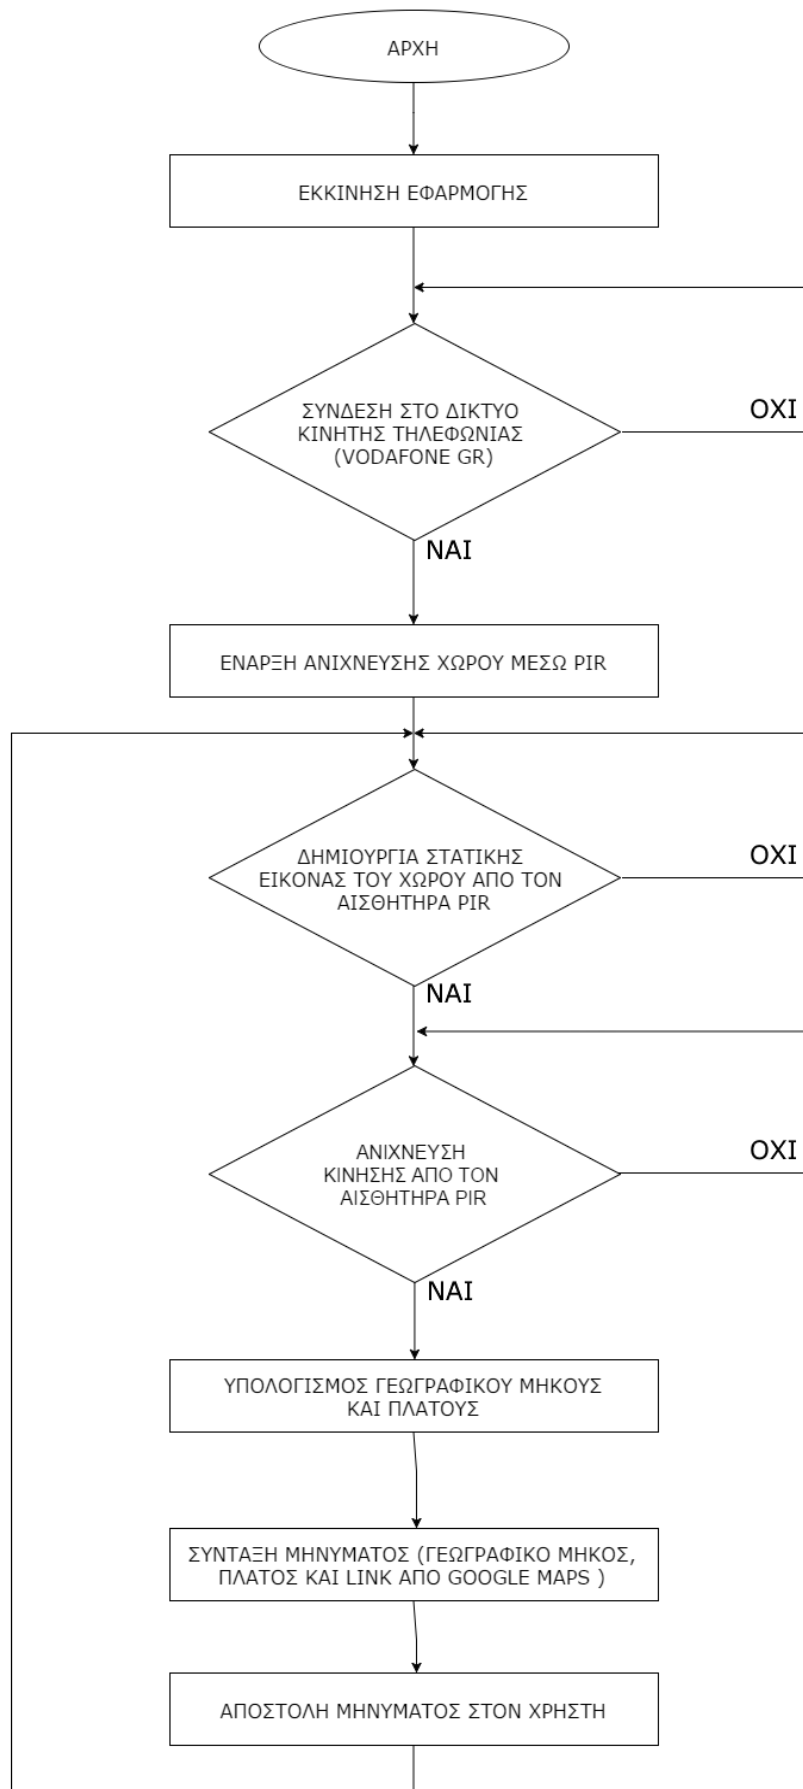 ΑΡΧΗ
ΕΚΚΙΝΗΣΗ ΕΦΑΡΜΟΓΗΣ
ΣΥΝΔΕΣΗ ΣΤΟ ΔΙΚΤΥΟ
ΚΙΝΗΤΗΣ ΤΗΛΕΦΩΝΙΑΣ
(VODAFONE GR)
ΟΧΙ
ΝΑΙ
ΕΝΑΡΞΗ ΑΝΙΧΝΕΥΣΗΣ ΧΩΡΟΥ ΜΕΣΩ PIR
ΔΗΜΙΟΥΡΓΙΑ ΣΤΑΤΙΚΗΣ
ΕΙΚΟΝΑΣ ΤΟΥ ΧΩΡΟΥ ΑΠΟ ΤΟΝ
ΑΙΣΘΗΤΗΡΑ PIR
ΟΧΙ
ΝΑΙ
ΑΝΙΧΝΕΥΣΗ
ΚΙΝΗΣΗΣ ΑΠΟ ΤΟΝ
ΑΙΣΘΗΤΗΡΑ PIR
ΟΧΙ
ΝΑΙ
ΥΠΟΛΟΓΙΣΜΟΣ ΓΕΩΓΡΑΦΙΚΟΥ ΜΗΚΟΥΣ
ΚΑΙ ΠΛΑΤΟΥΣ
ΣΥΝΤΑΞΗ ΜΗΝΥΜΑΤΟΣ (ΓΕΩΓΡΑΦΙΚΟ ΜΗΚΟΣ,
ΠΛΑΤΟΣ ΚΑΙ LINK ΑΠΟ GOOGLE MAPS )
ΑΠΟΣΤΟΛΗ ΜΗΝΥΜΑΤΟΣ ΣΤΟΝ ΧΡΗΣΤΗ